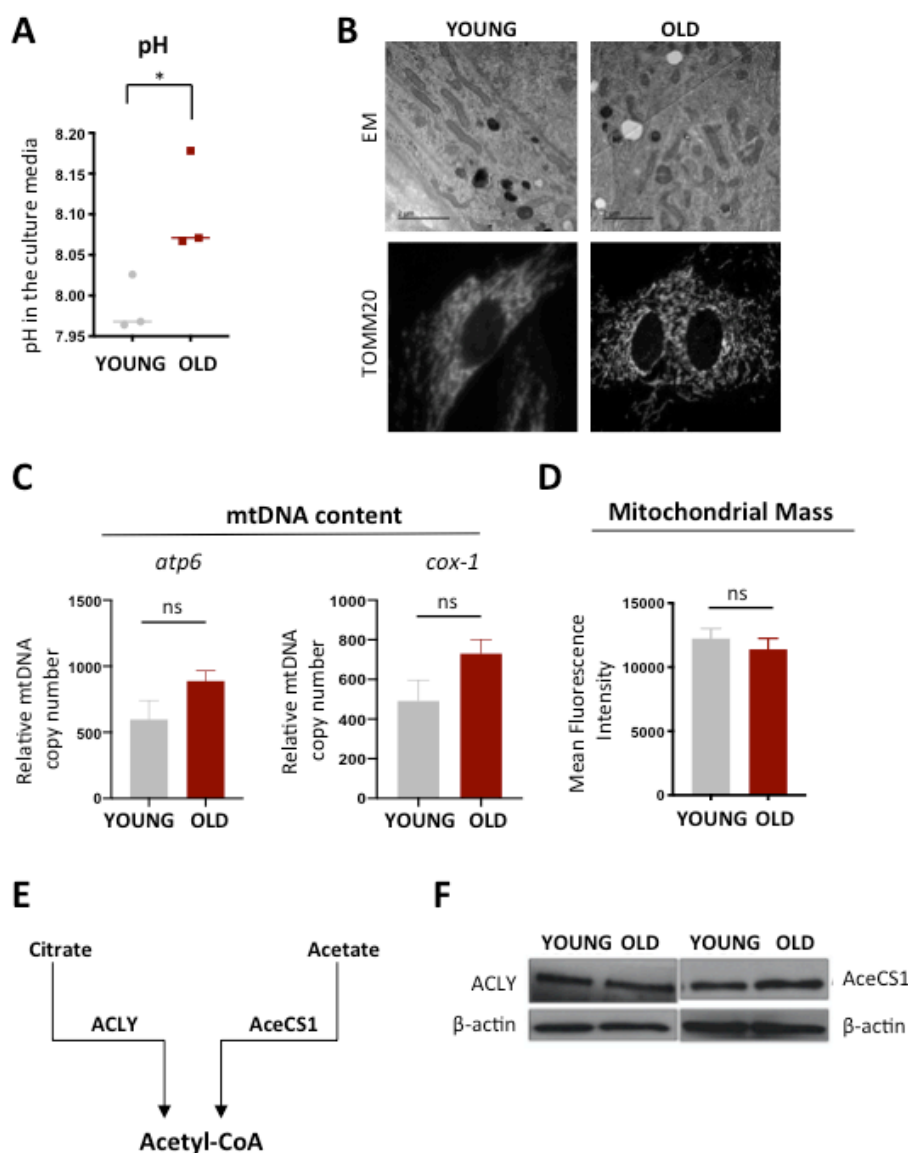 A
pH
*
pH in the culture media
8.20
8.15
8.10
8.05
8.00
7.95
YOUNG OLD
B
YOUNG OLD
EM
TOMM20
C
mtDNA content
atp6
ns
Relative mtDNA
copy number
1500
1000
500
0
YOUNG OLD
cox-1
ns
Relative mtDNA
copy number
1000
800
600
400
200
0
YOUNG OLD
D
Mitochondrial Mass
ns
Mean Fluorescence
Intensity
15000
10000
5000
0
YOUNG OLD
E
Citrate Acetate
ACLY AceCS1
Acetyl-CoA
F
YOUNG OLD YOUNG OLD
ACLY AceCS1
β-actin β-actin